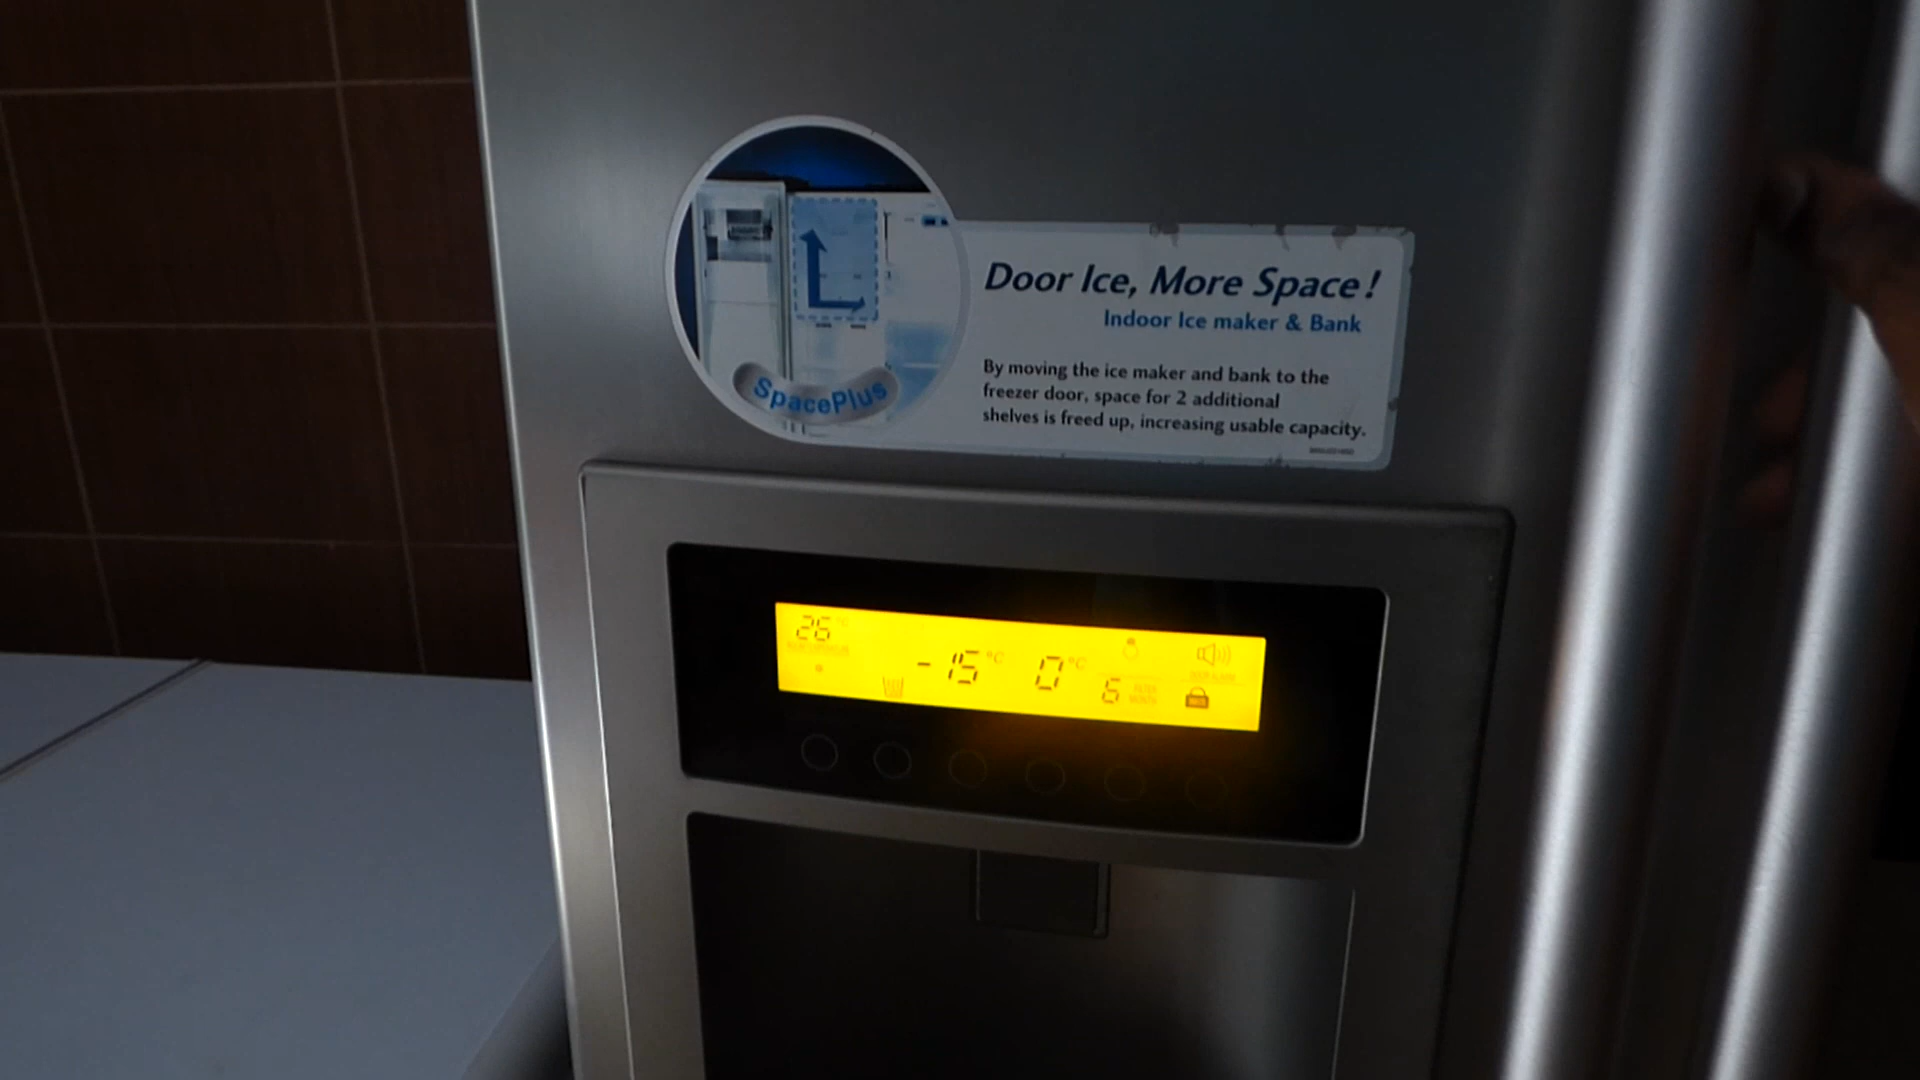 Door Ice, More Space!
Indoor Ice maker & Bank
By moving the ice maker and bank to the
freezer door, space for 2 additional
shelves is freed up, increasing usable capacity.
SpacePlus
26
-15 °C 0 °C
6